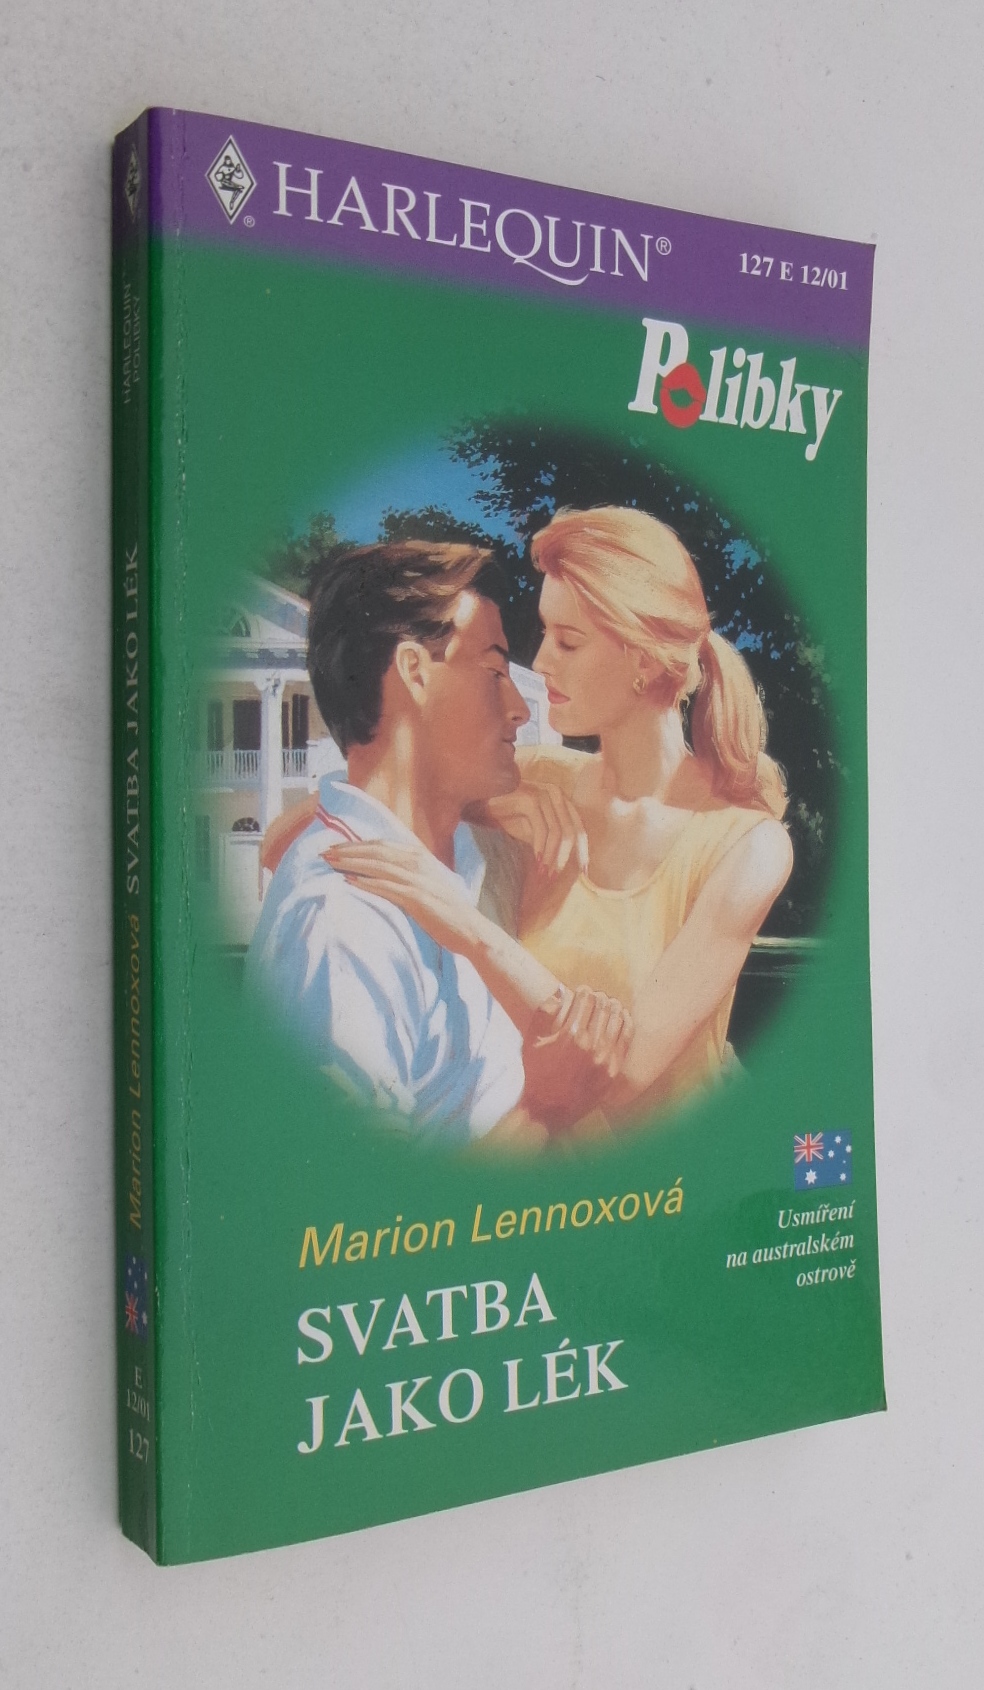 HARLEQUIN®
127 E 12/01
Polibky
Marion Lennoxová
SVATBA
JAKO LÉK
Usmíření
na australském
ostrově
HARLEQUIN™
POLIBKY
Marion Lennoxová SVATBA JAKO LÉK
E
12/01
127